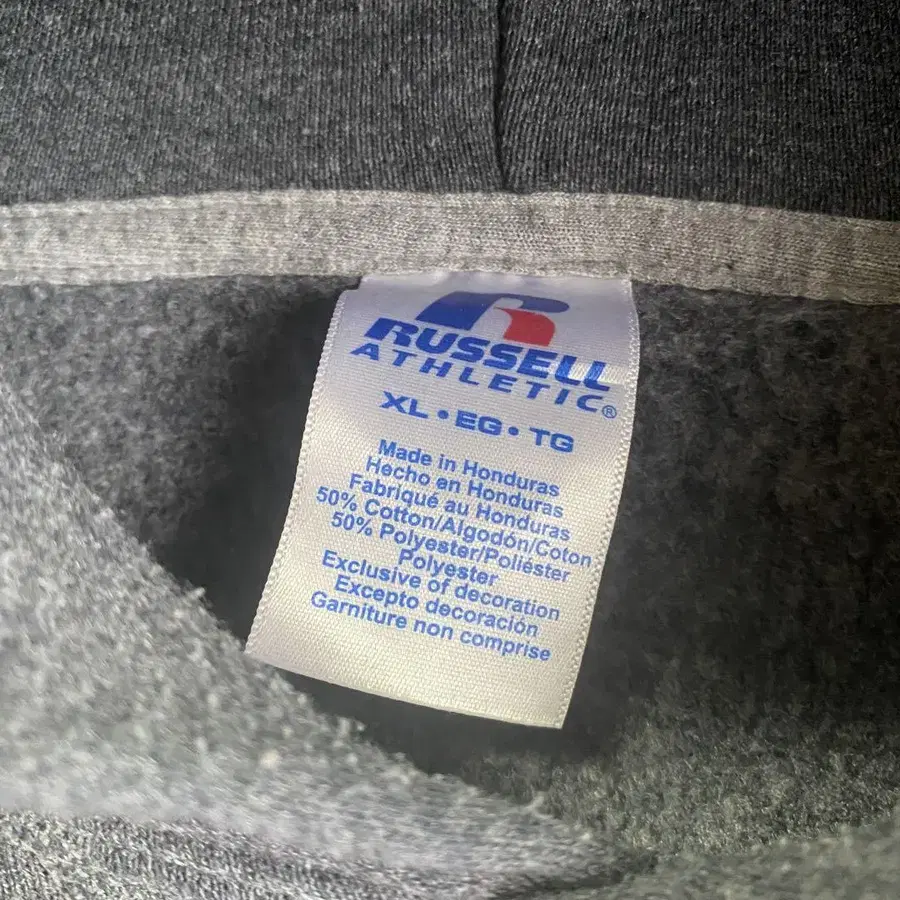 RUSSELL
ATHLETIC®
XL • EG • TG
Made in Honduras
Hecho en Honduras
Fabriqué au Honduras
50% Cotton/Algodón/Coton
50% Polyester/Poliéster
Polyester
Exclusive of decoration
Excepto decoración
Garniture non comprise